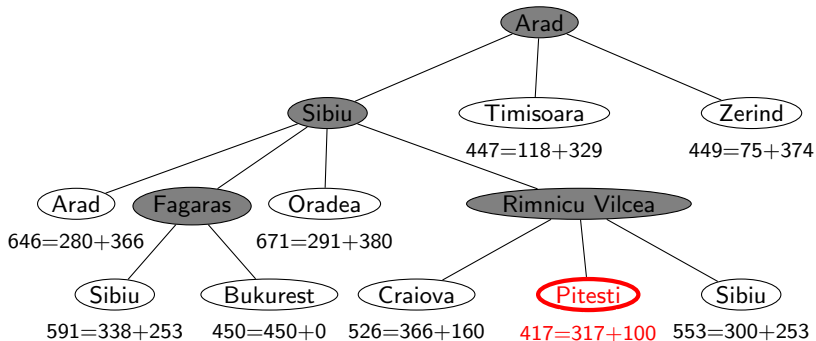 Arad
Sibiu Timisoara Zerind
447=118+329 449=75+374
Arad Fagaras Oradea Rimnicu Vilcea
646=280+366 671=291+380
Sibiu Bukurest Craiova Pitesti Sibiu
591=338+253 450=450+0 526=366+160 417=317+100 553=300+253